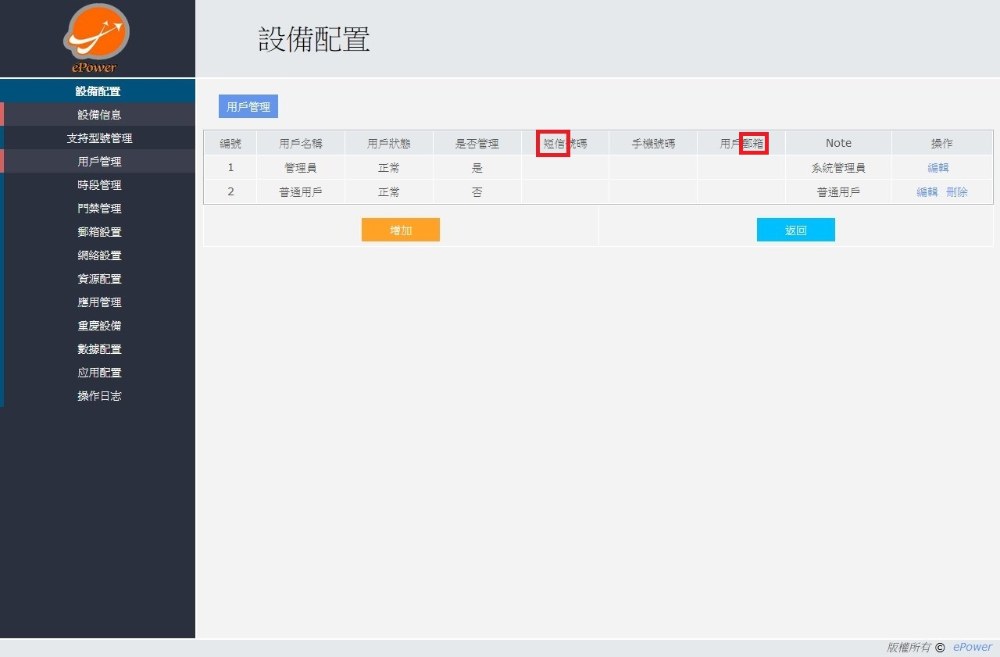 ePower
設備配置
設備配置
設備信息
支持型號管理
用戶管理
時段管理
門禁管理
郵箱設置
網絡設置
資源配置
應用管理
重慶設備
數據配置
应用配置
操作日志
用戶管理
編號 用戶名稱 用戶狀態 是否管理 短信號碼 手機號碼 用戶郵箱 Note 操作
1 管理員 正常 是 系統管理員 編輯
2 普通用戶 正常 否 普通用戶 編輯 刪除
增加 返回
版權所有 © ePower